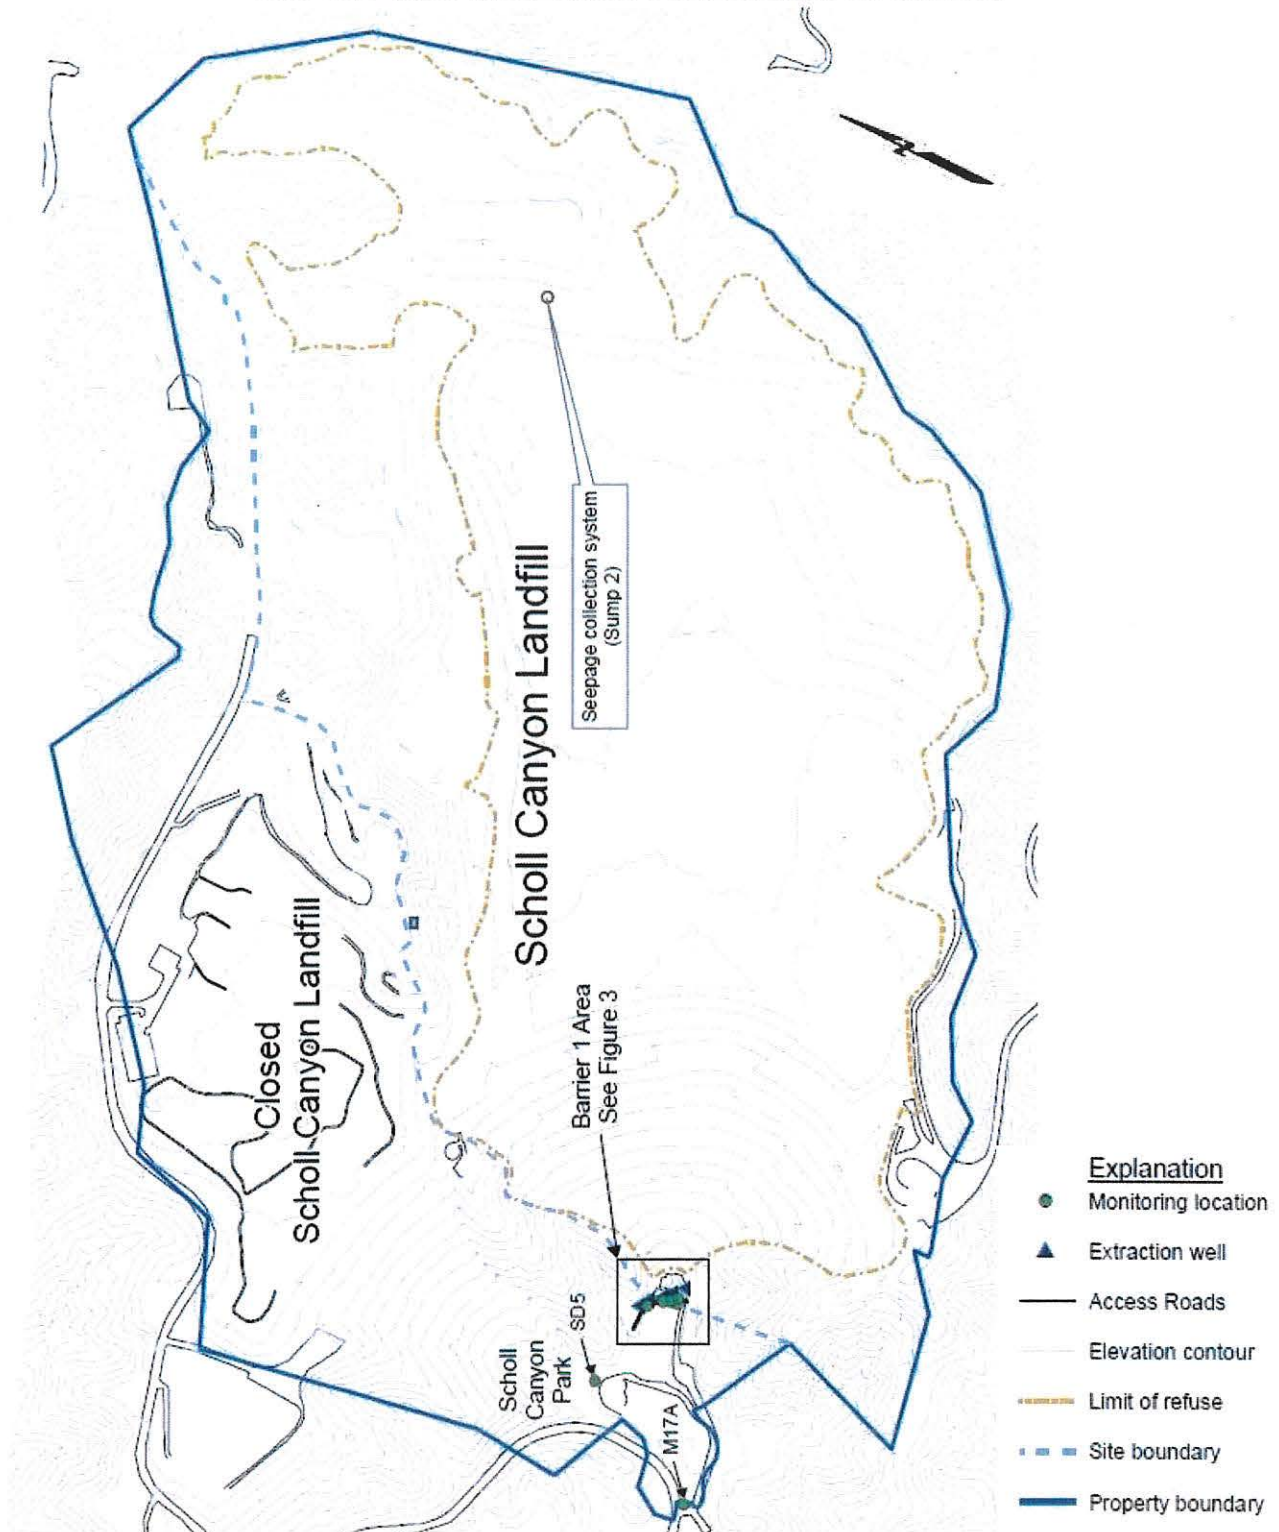 Scholl Canyon Landfill
Seepage collection system
(Sump 2)
Closed
Scholl Canyon Landfill
Barrier 1 Area
See Figure 3
Scholl
Canyon
Park
SD5
M17A
N
Explanation
Monitoring location
Extraction well
Access Roads
Elevation contour
Limit of refuse
Site boundary
Property boundary